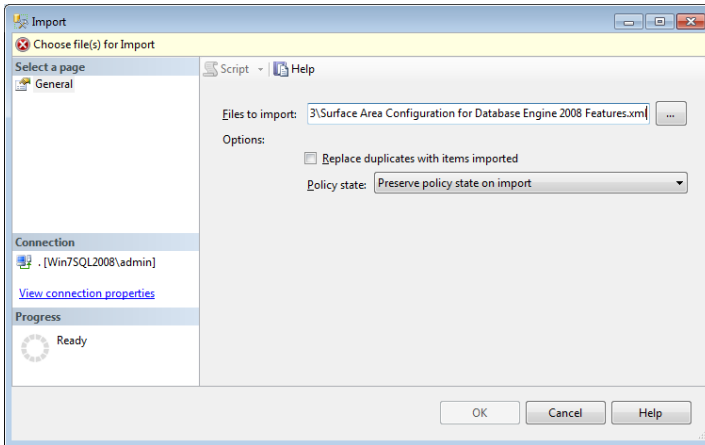 Import
Choose file(s) for Import
Select a page
General
Script Help
Files to import: 3\Surface Area Configuration for Database Engine 2008 Features.xml ...
Options:
Replace duplicates with items imported
Policy state: Preserve policy state on import
Connection
. [Win7SQL2008\admin]
View connection properties
Progress
Ready
OK Cancel Help